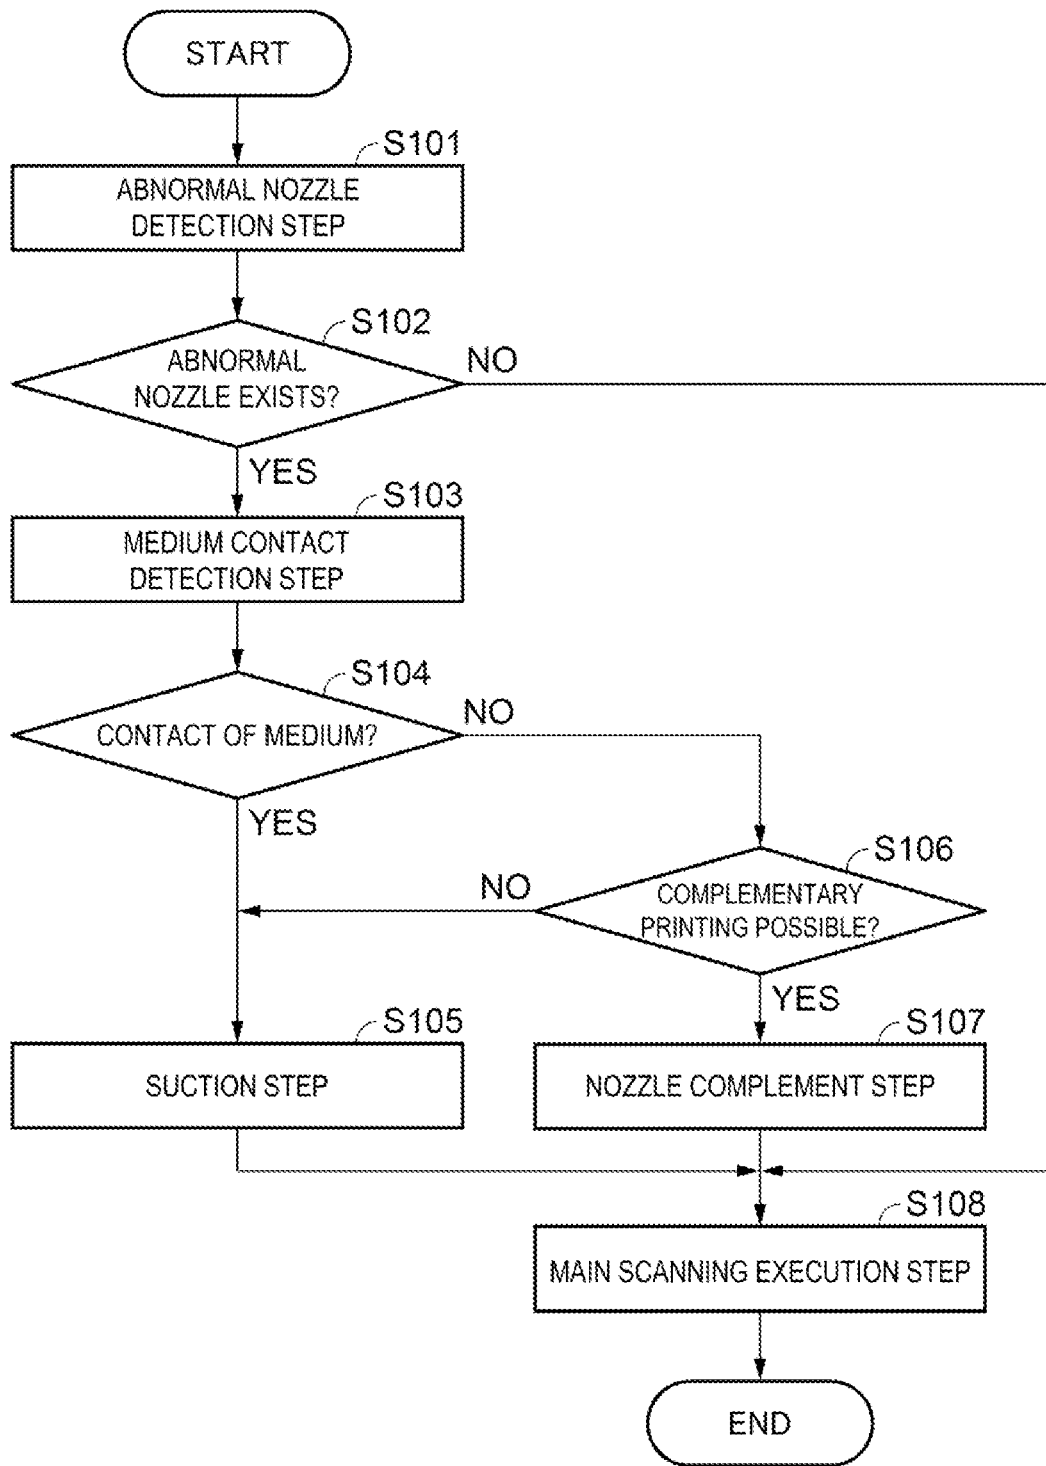 START
S101
ABNORMAL NOZZLE
DETECTION STEP
S102
ABNORMAL
NOZZLE EXISTS?
NO
YES
S103
MEDIUM CONTACT
DETECTION STEP
S104
CONTACT OF MEDIUM?
NO
YES
S106
COMPLEMENTARY
PRINTING POSSIBLE?
NO
YES
S105
SUCTION STEP
S107
NOZZLE COMPLEMENT STEP
S108
MAIN SCANNING EXECUTION STEP
END